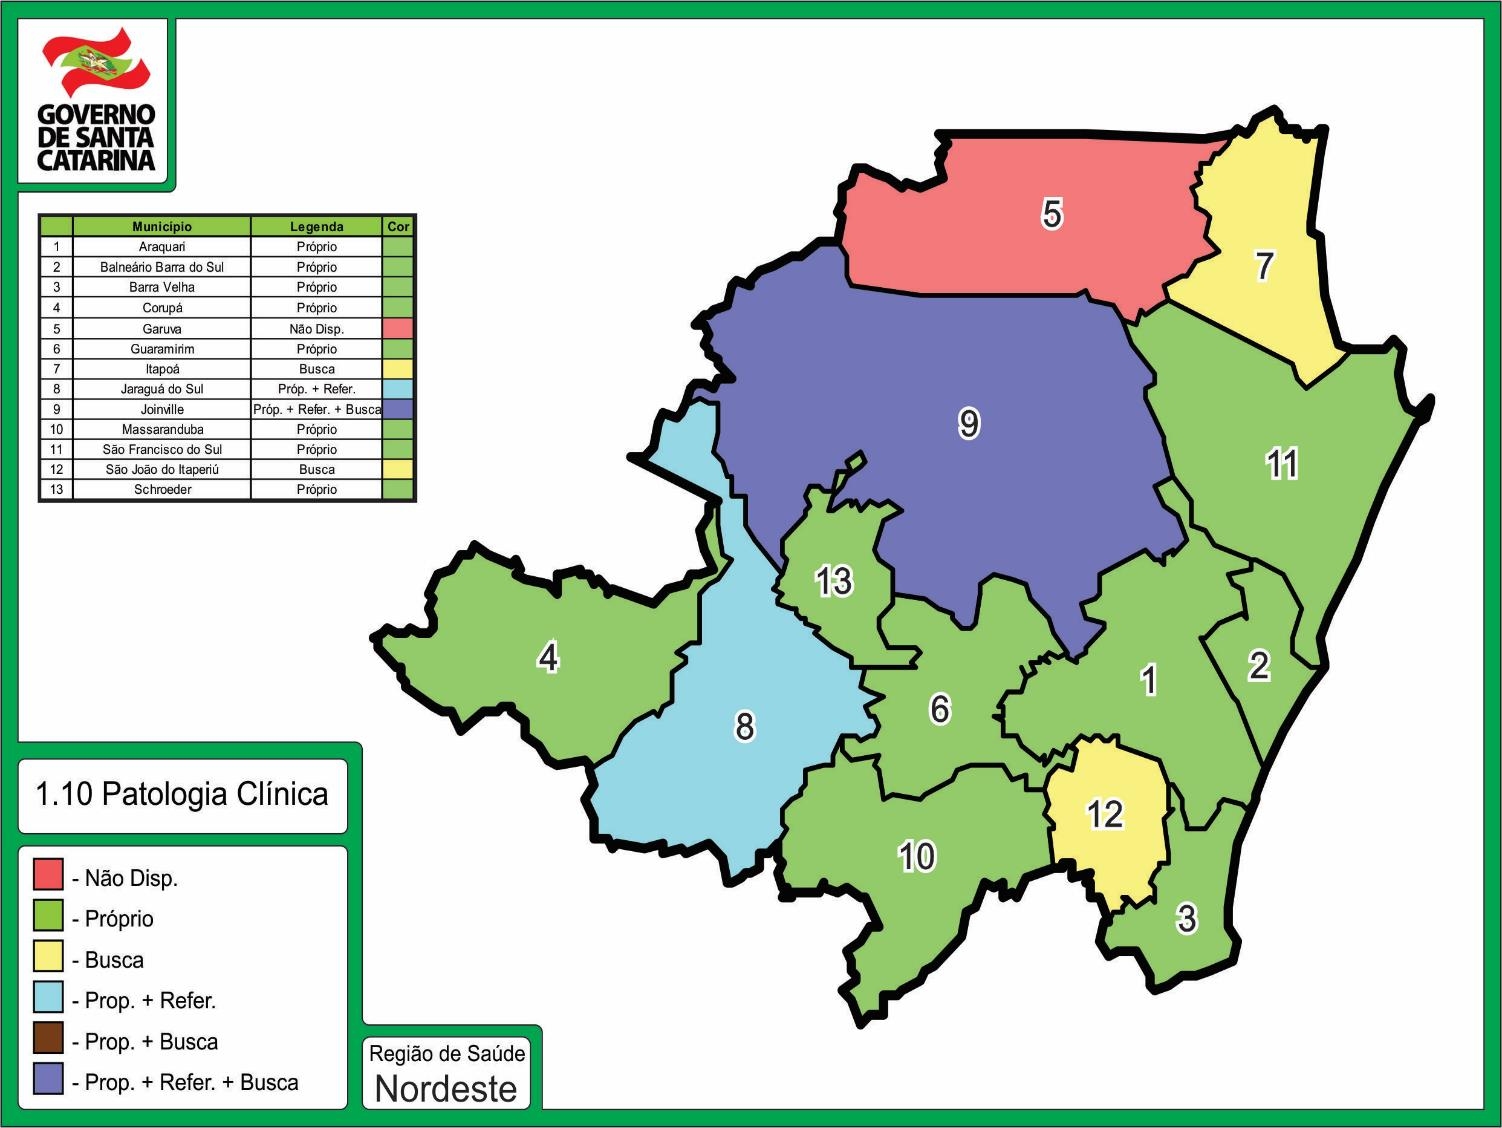 GOVERNO
DE SANTA
CATARINA
Município Legenda Cor
1 Araquari Próprio
2 Balneário Barra do Sul Próprio
3 Barra Velha Próprio
4 Corupá Próprio
5 Garuva Não Disp.
6 Guaramirim Próprio
7 Itapoá Busca
8 Jaraguá do Sul Próp. + Refer.
9 Joinville Próp. + Refer. + Busca
10 Massaranduba Próprio
11 São Francisco do Sul Próprio
12 São João do Itaperiú Busca
13 Schroeder Próprio
5
7
9
11
13
4
1
2
6
8
12
10
3
1.10 Patologia Clínica
- Não Disp.
- Próprio
- Busca
- Prop. + Refer.
- Prop. + Busca
- Prop. + Refer. + Busca
Região de Saúde
Nordeste